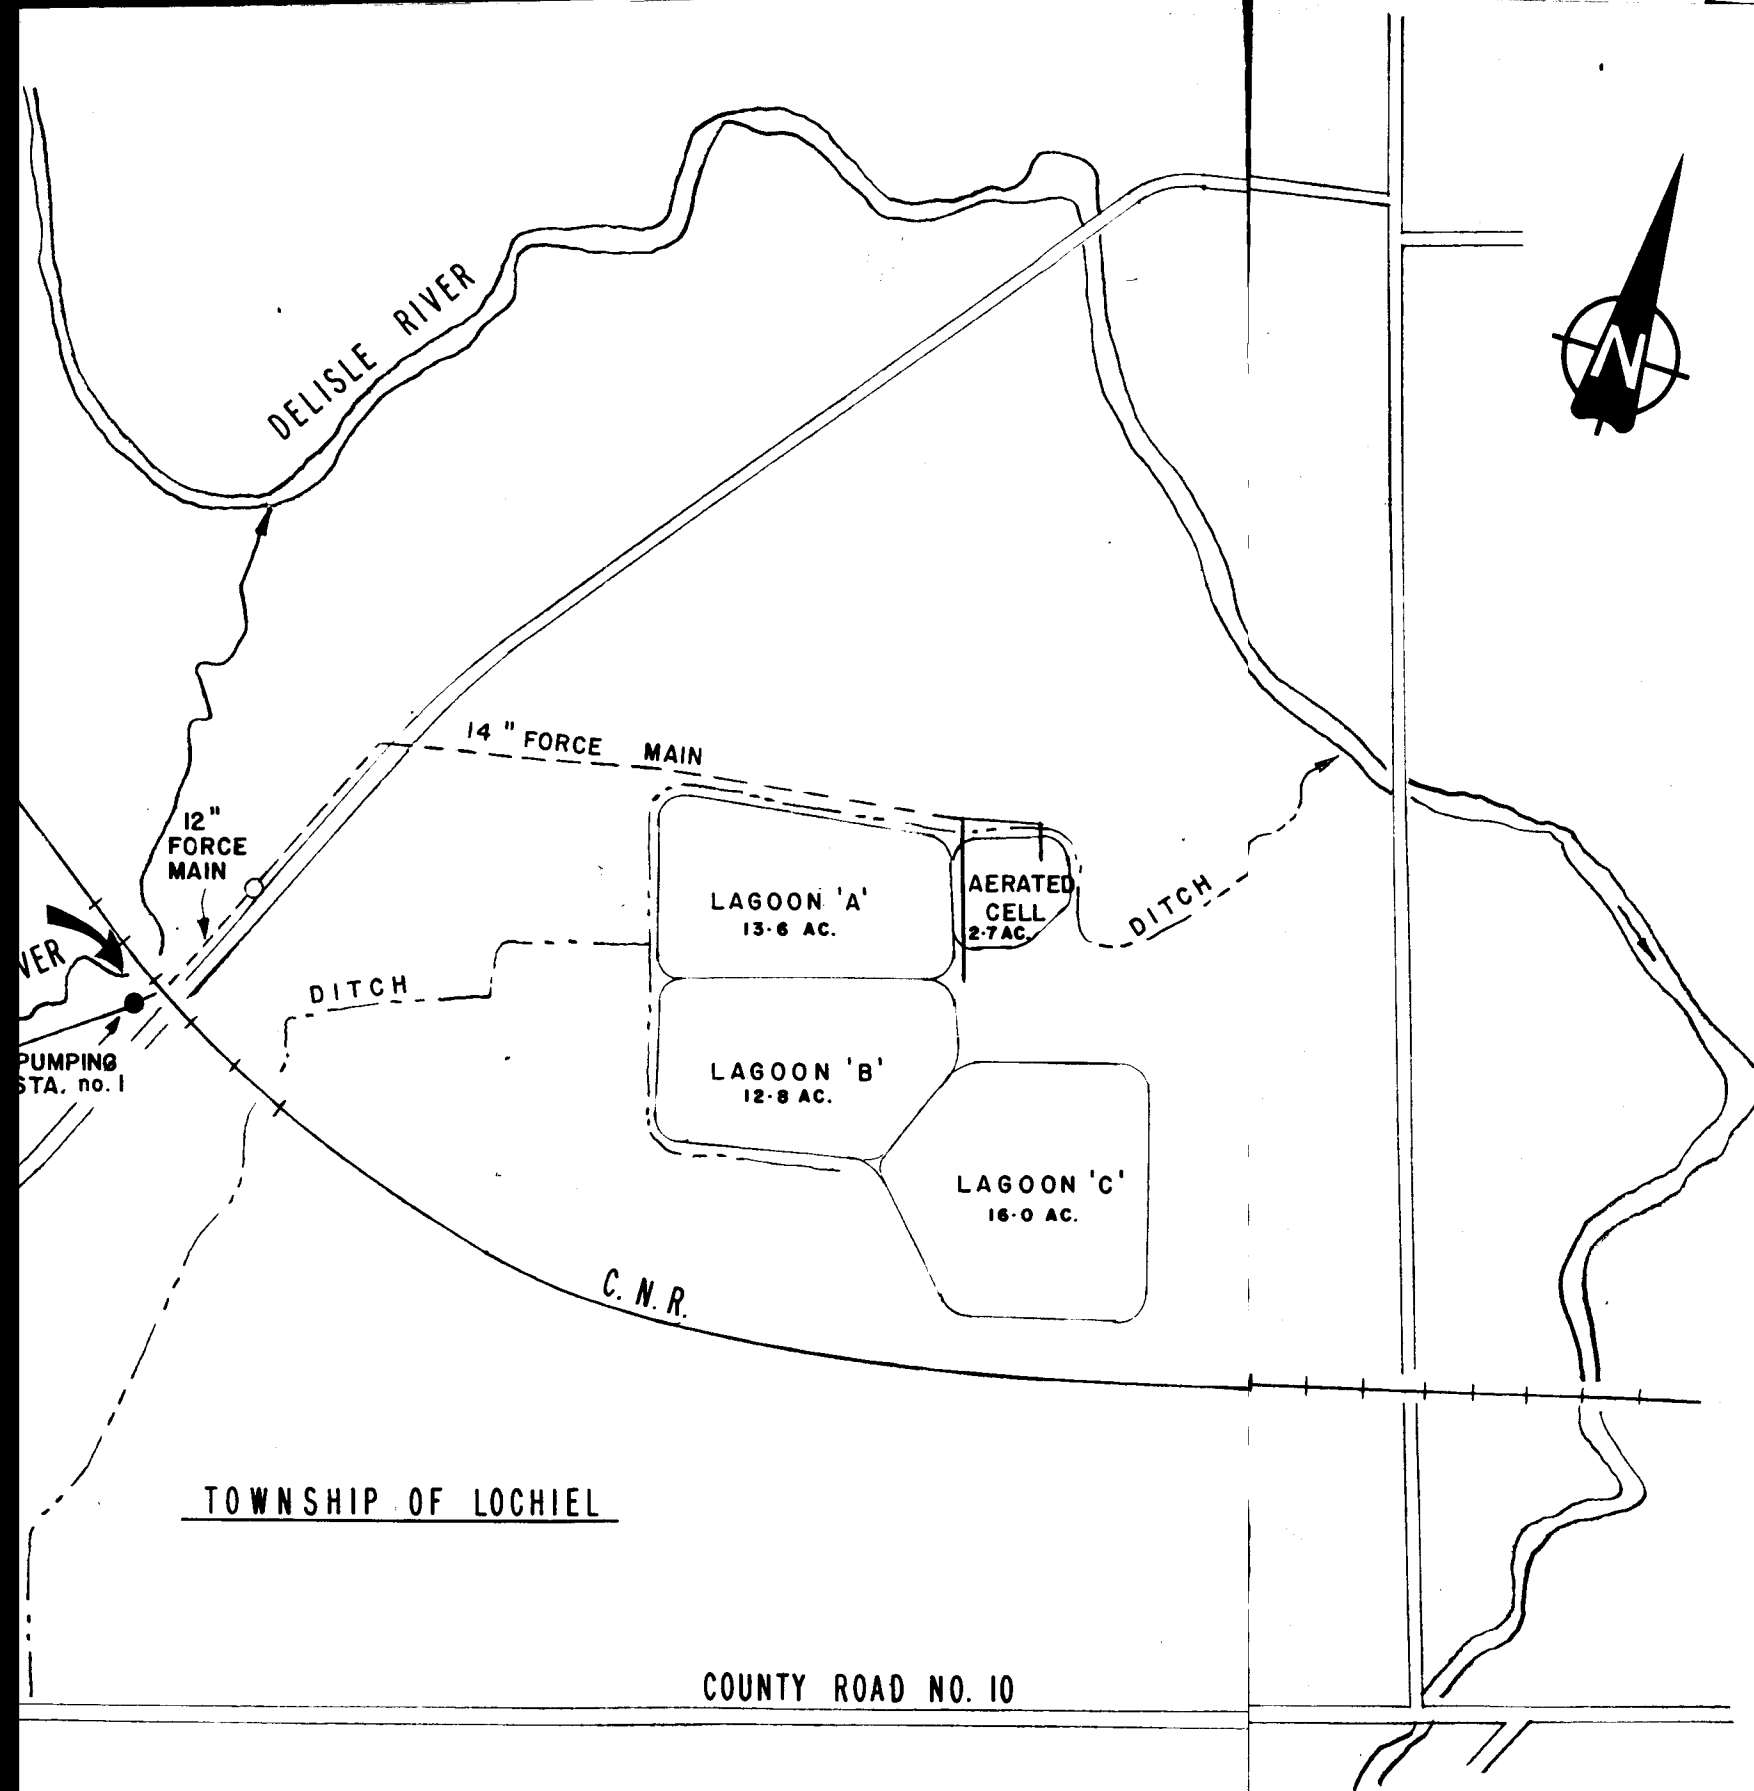 DELISLE RIVER
N
14" FORCE MAIN
12"
FORCE
MAIN
LAGOON 'A'
13·6 AC.
AERATED
CELL
2·7 AC.
DITCH
VER
DITCH
PUMPING
STA. no. 1
LAGOON 'B'
12·8 AC.
LAGOON 'C'
16·0 AC.
C. N. R.
TOWNSHIP OF LOCHIEL
COUNTY ROAD NO. 10